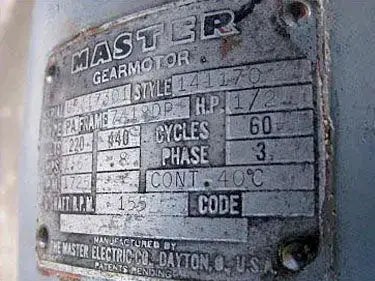 MASTER
GEARMOTOR
STYLE 141170
FRAME H.P. 1/2
220 440 CYCLES 60
8 PHASE 3
CONT. 40°C
R.P.M. 155 CODE
MANUFACTURED BY
THE MASTER ELECTRIC CO. DAYTON, O., U.S.A.
PATENTS PENDING